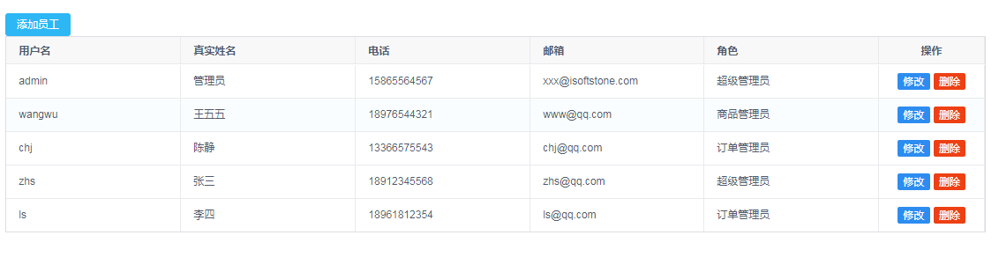 添加员工
用户名 真实姓名 电话 邮箱 角色 操作
admin 管理员 15865564567 xxx@isoftstone.com 超级管理员 修改 删除
wangwu 王五五 18976544321 www@qq.com 商品管理员 修改 删除
chj 陈静 13366575543 chj@qq.com 订单管理员 修改 删除
zhs 张三 18912345568 zhs@qq.com 超级管理员 修改 删除
ls 李四 18961812354 ls@qq.com 订单管理员 修改 删除